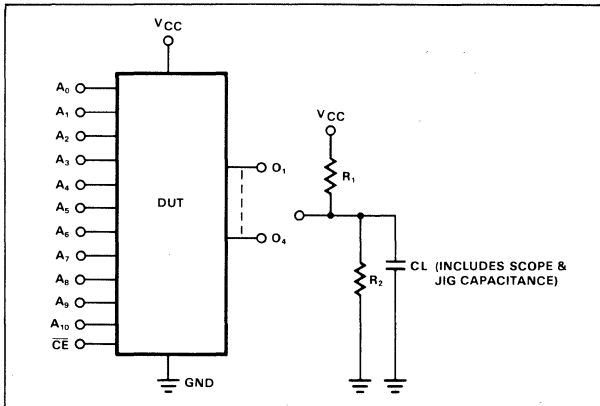 VCC
A0
A1
A2
A3
A4
A5
A6
A7
A8
A9
A10
CE
DUT
O1
O4
GND
VCC
R1
R2
CL (INCLUDES SCOPE &
JIG CAPACITANCE)